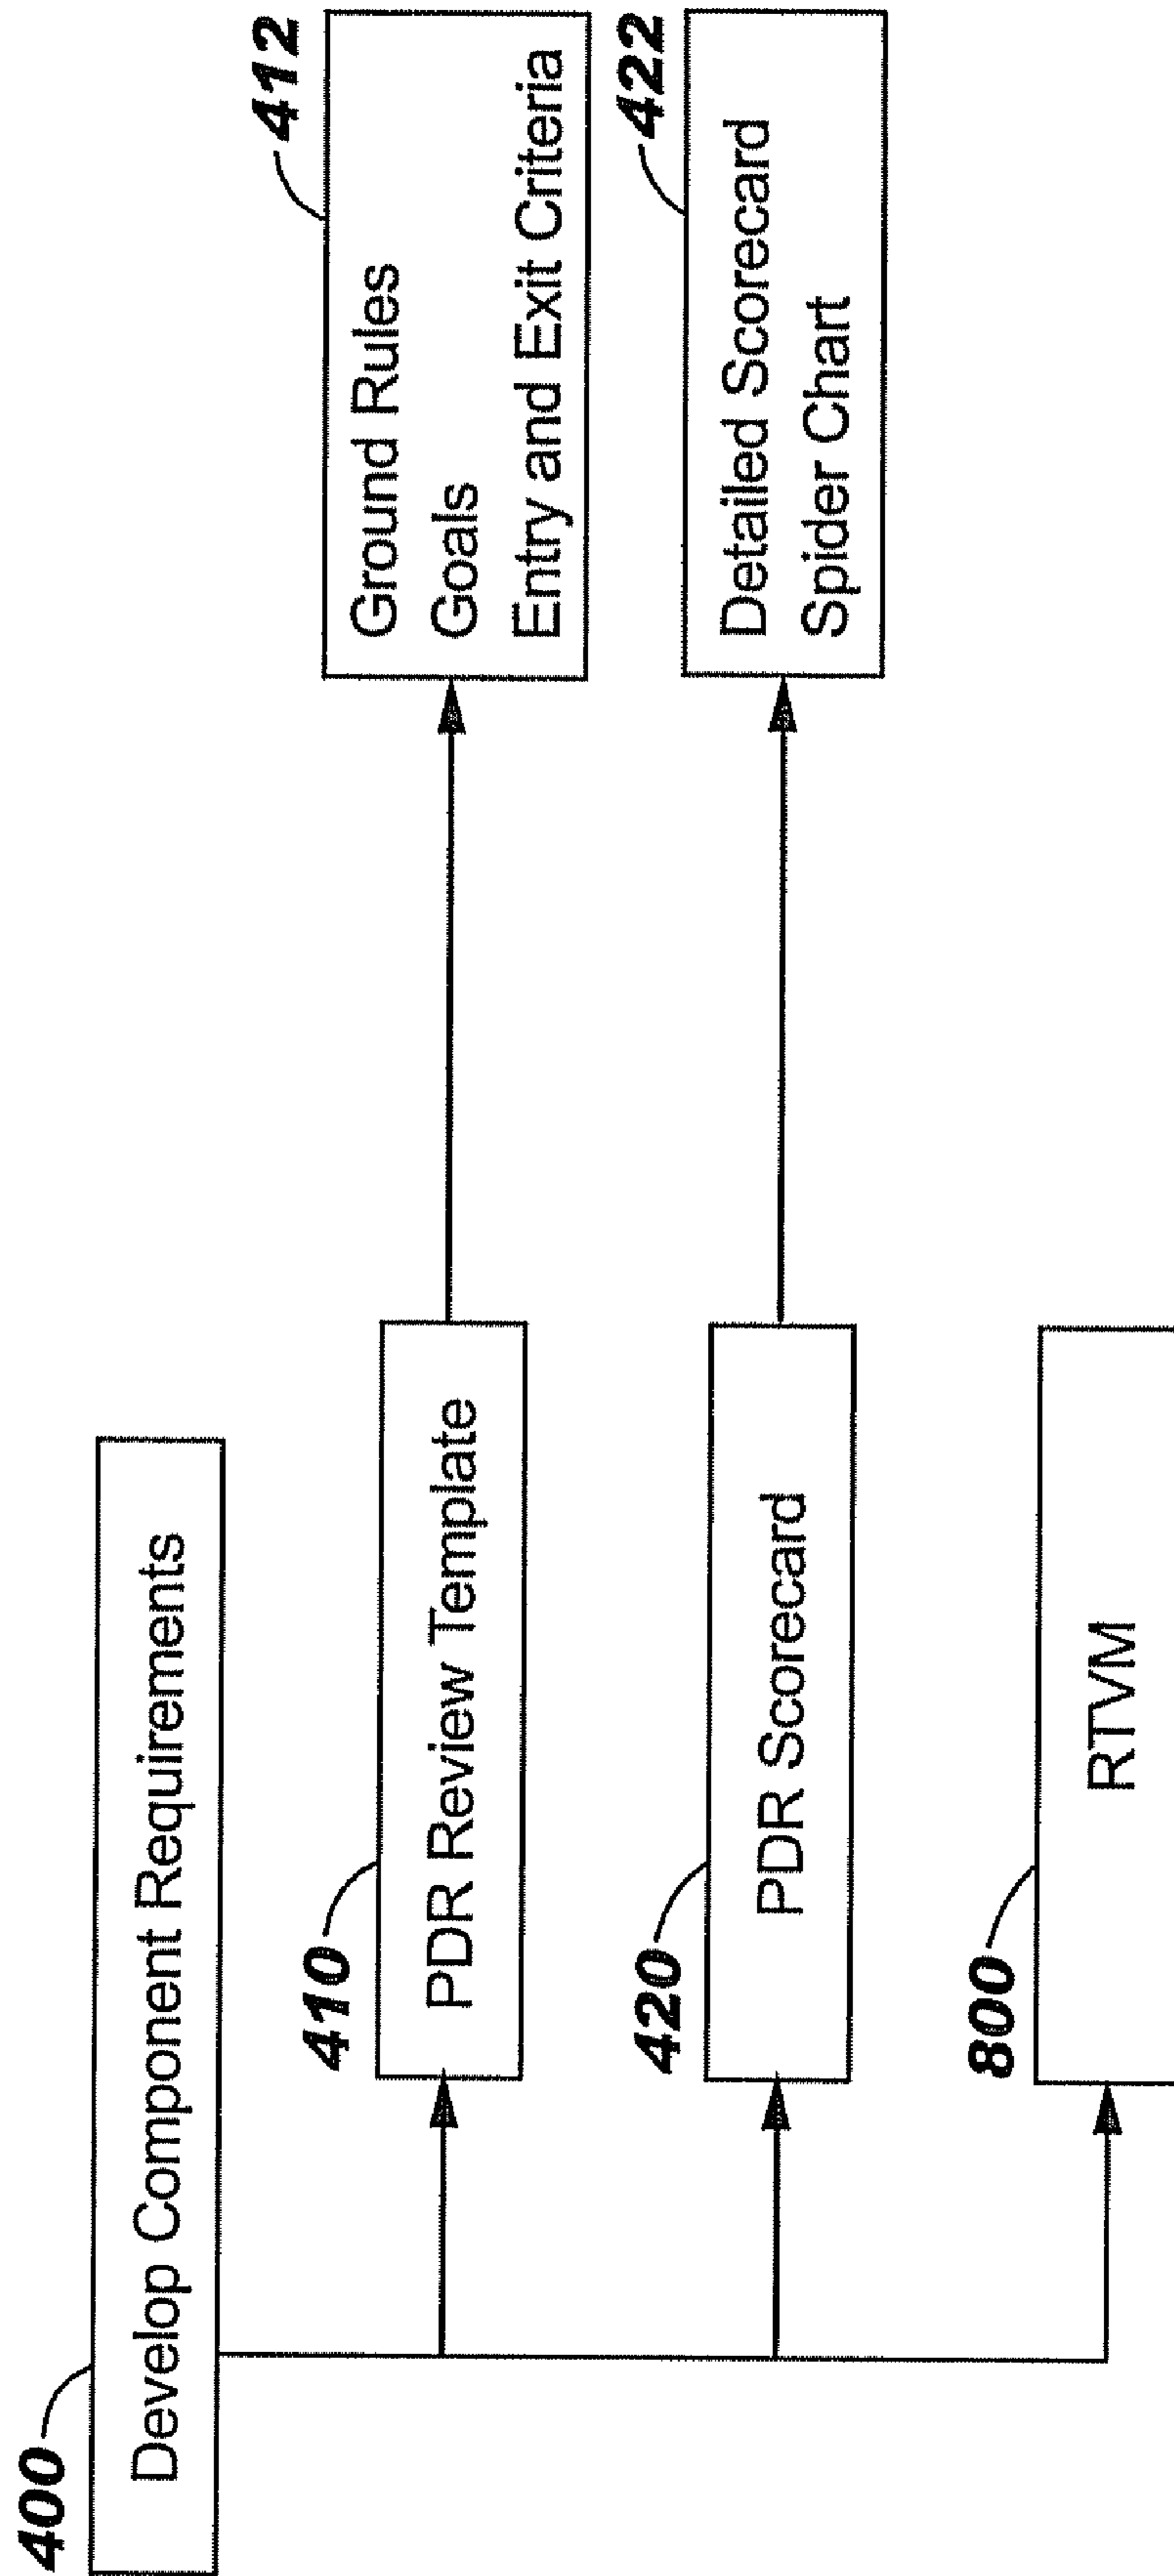 400
Develop Component Requirements
410
PDR Review Template
412
Ground Rules
Goals
Entry and Exit Criteria
420
PDR Scorecard
422
Detailed Scorecard
Spider Chart
800
RTVM